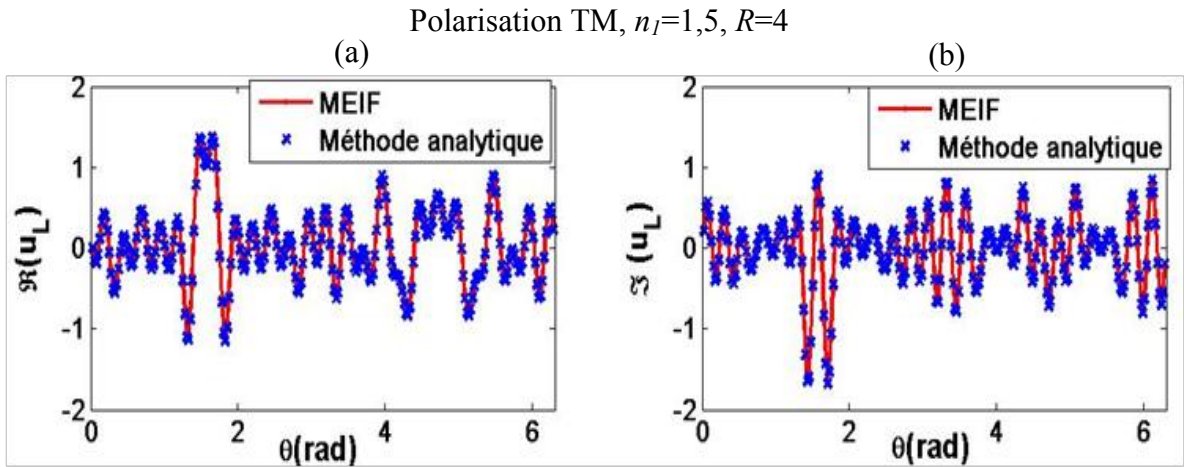 Polarisation TM, n1=1,5, R=4
(a)
(b)
2
1
0
-1
-2
0
2
4
6
ℜ(uL)
θ(rad)
MEIF
Méthode analytique
2
1
0
-1
-2
0
2
4
6
ℑ (uL)
θ(rad)
MEIF
Méthode analytique